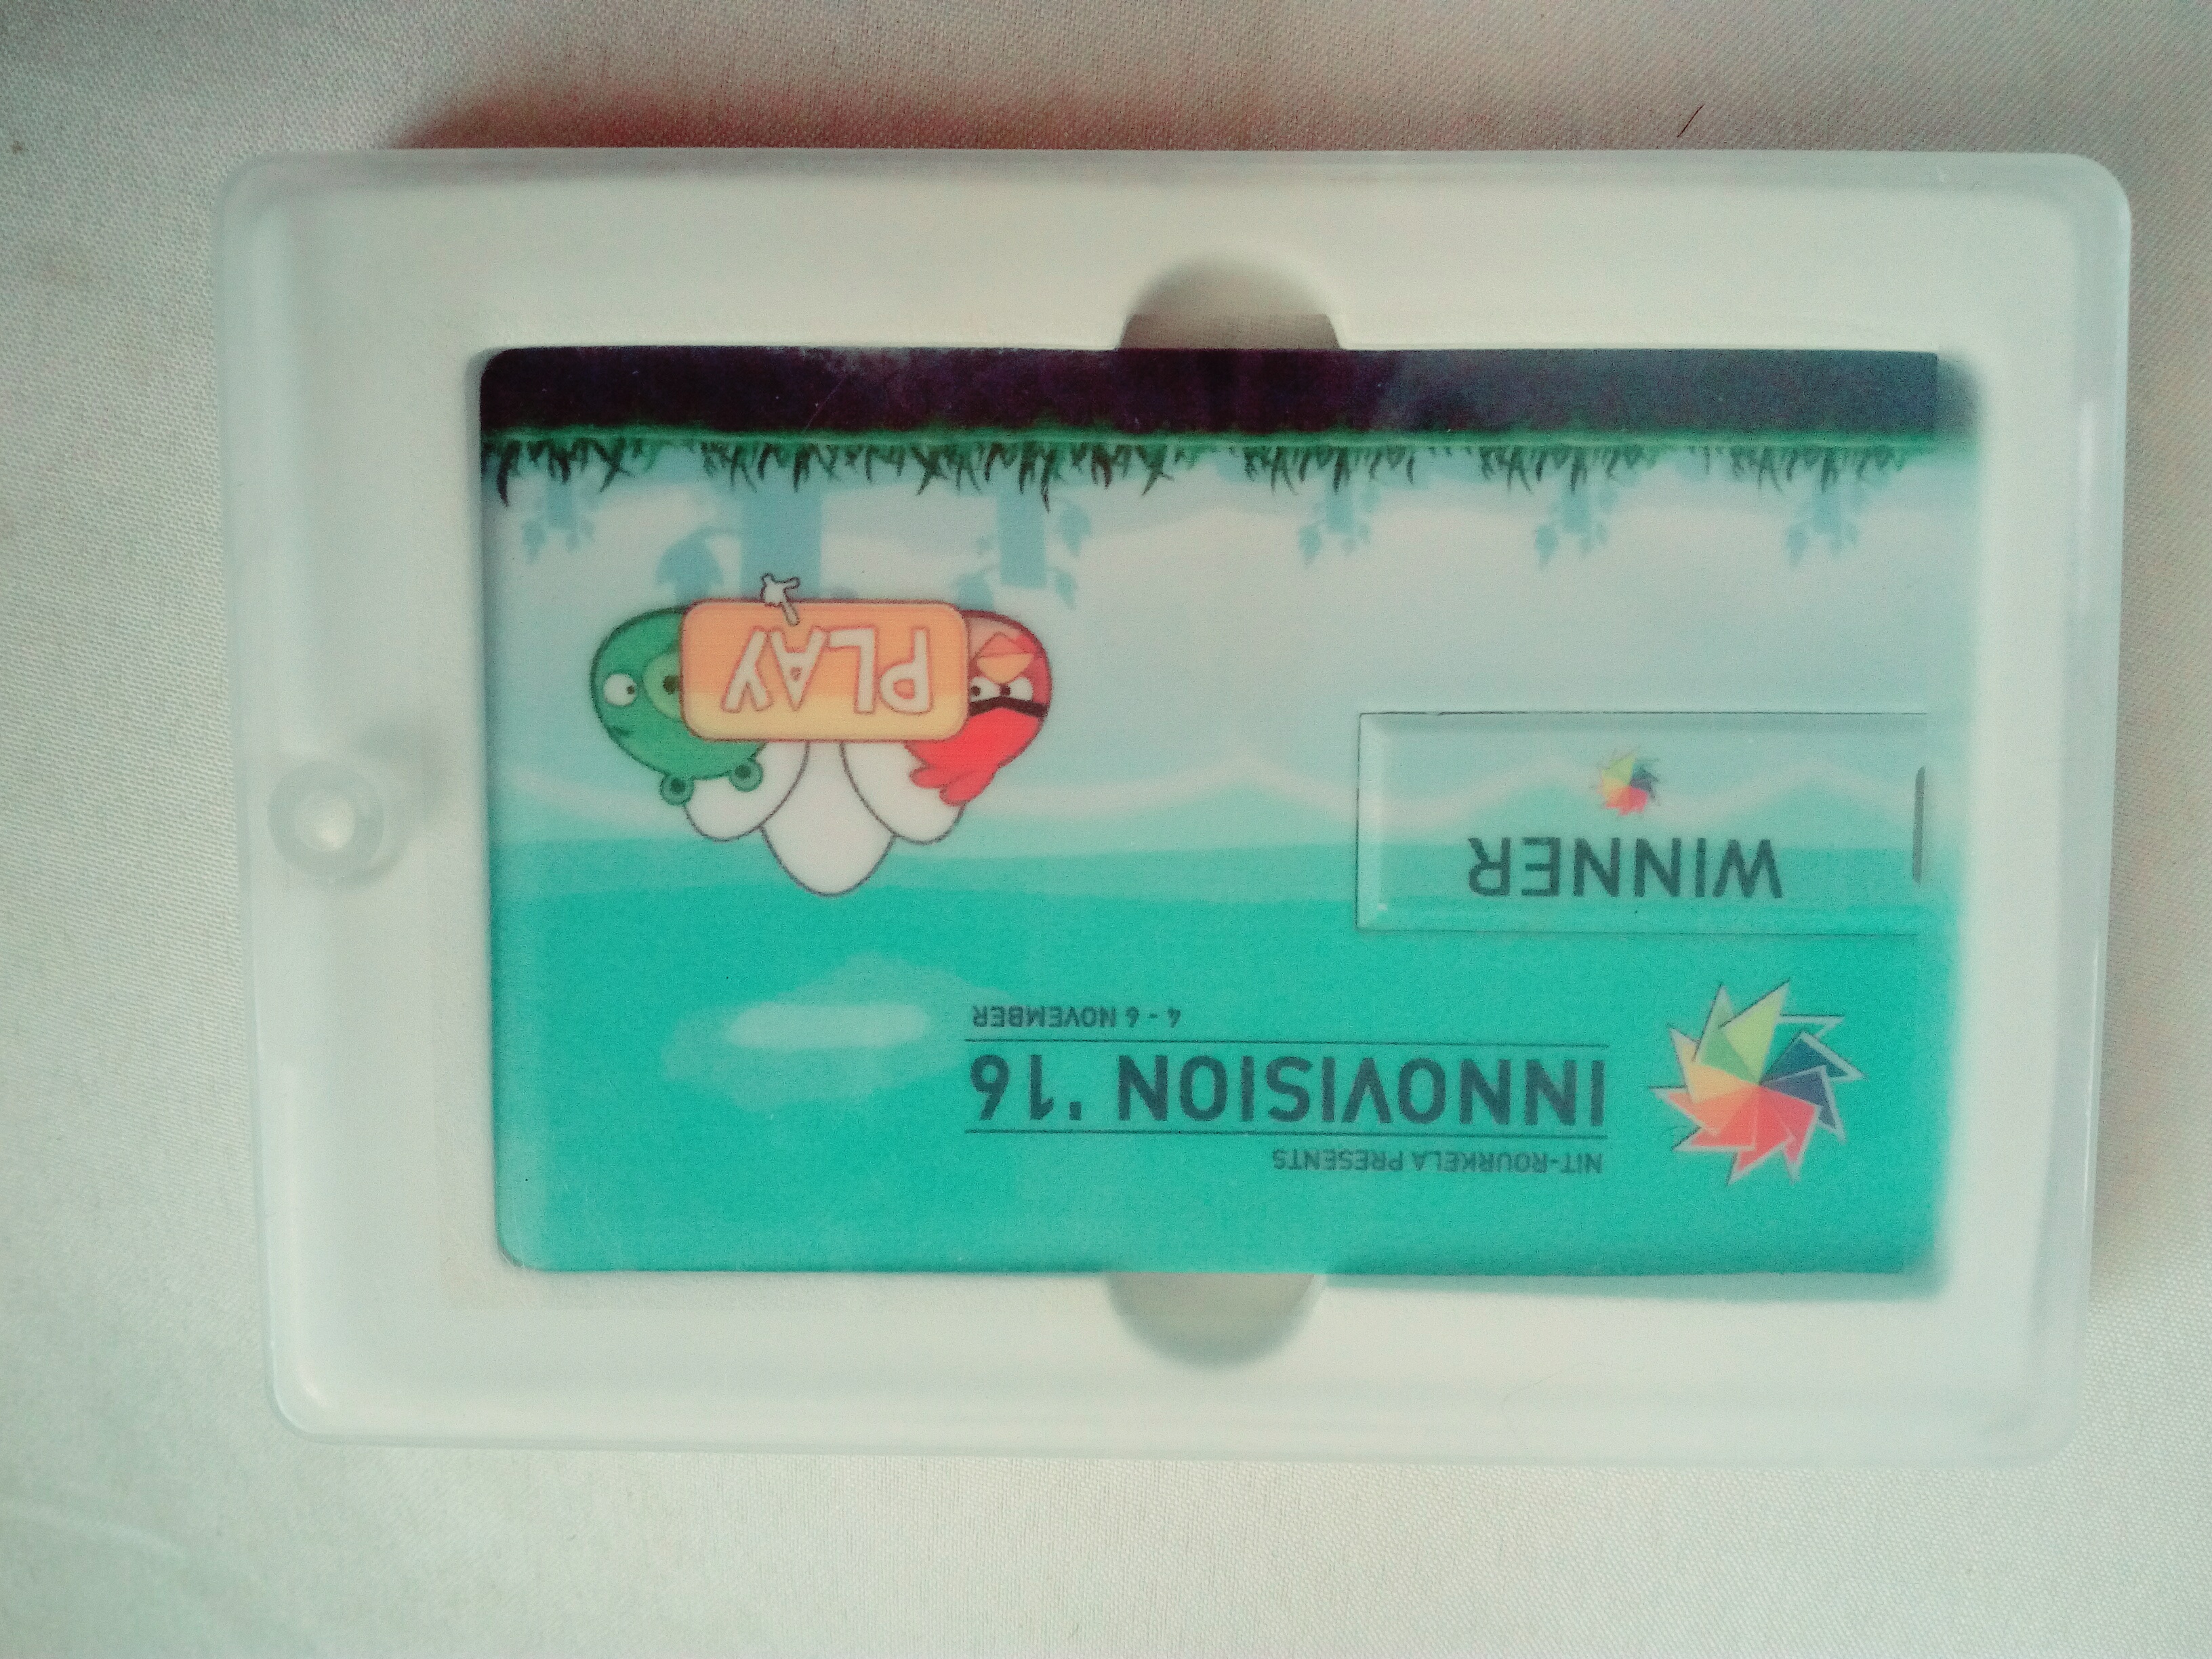 NIT-ROURKELA PRESENTS
INNOVISION '16
4 - 6 NOVEMBER
WINNER
PLAY